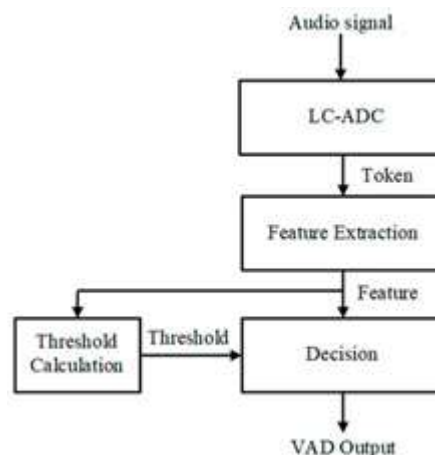 Audio signal
LC-ADC
Token
Feature Extraction
Feature
Threshold
Calculation
Threshold
Decision
VAD Output